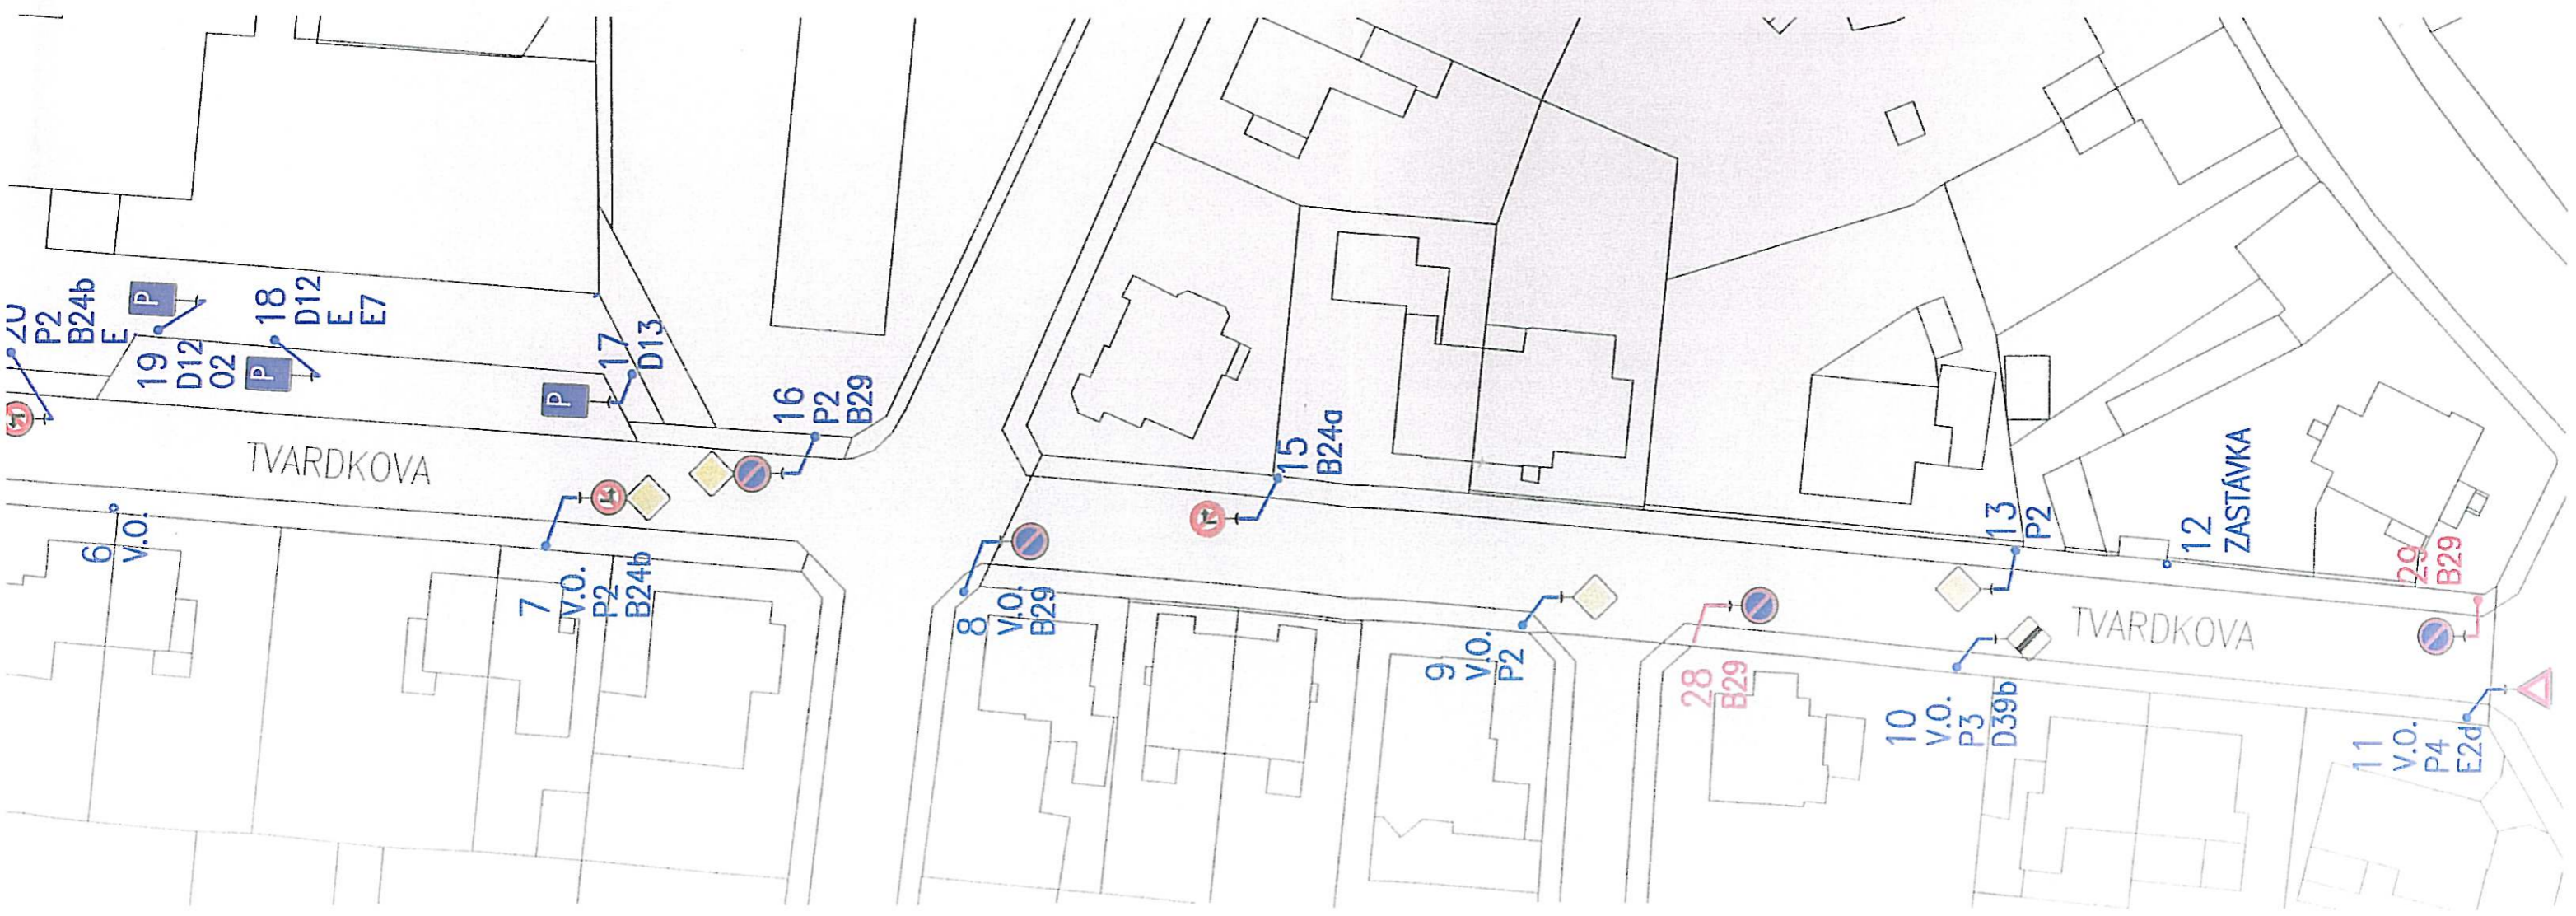 20
P2
B24b
E
P
19
D12
02
18
D12
E
E7
P
P
17
D13
16
P2
B29
TVARDKOVA
6
V.O.
7
V.O.
P2
B24b
8
V.O.
B29
15
B24a
9
V.O.
P2
28
B29
13
P2
10
V.O.
P3
D39b
12
ZASTÁVKA
TVARDKOVA
29
B29
11
V.O.
P4
E2d